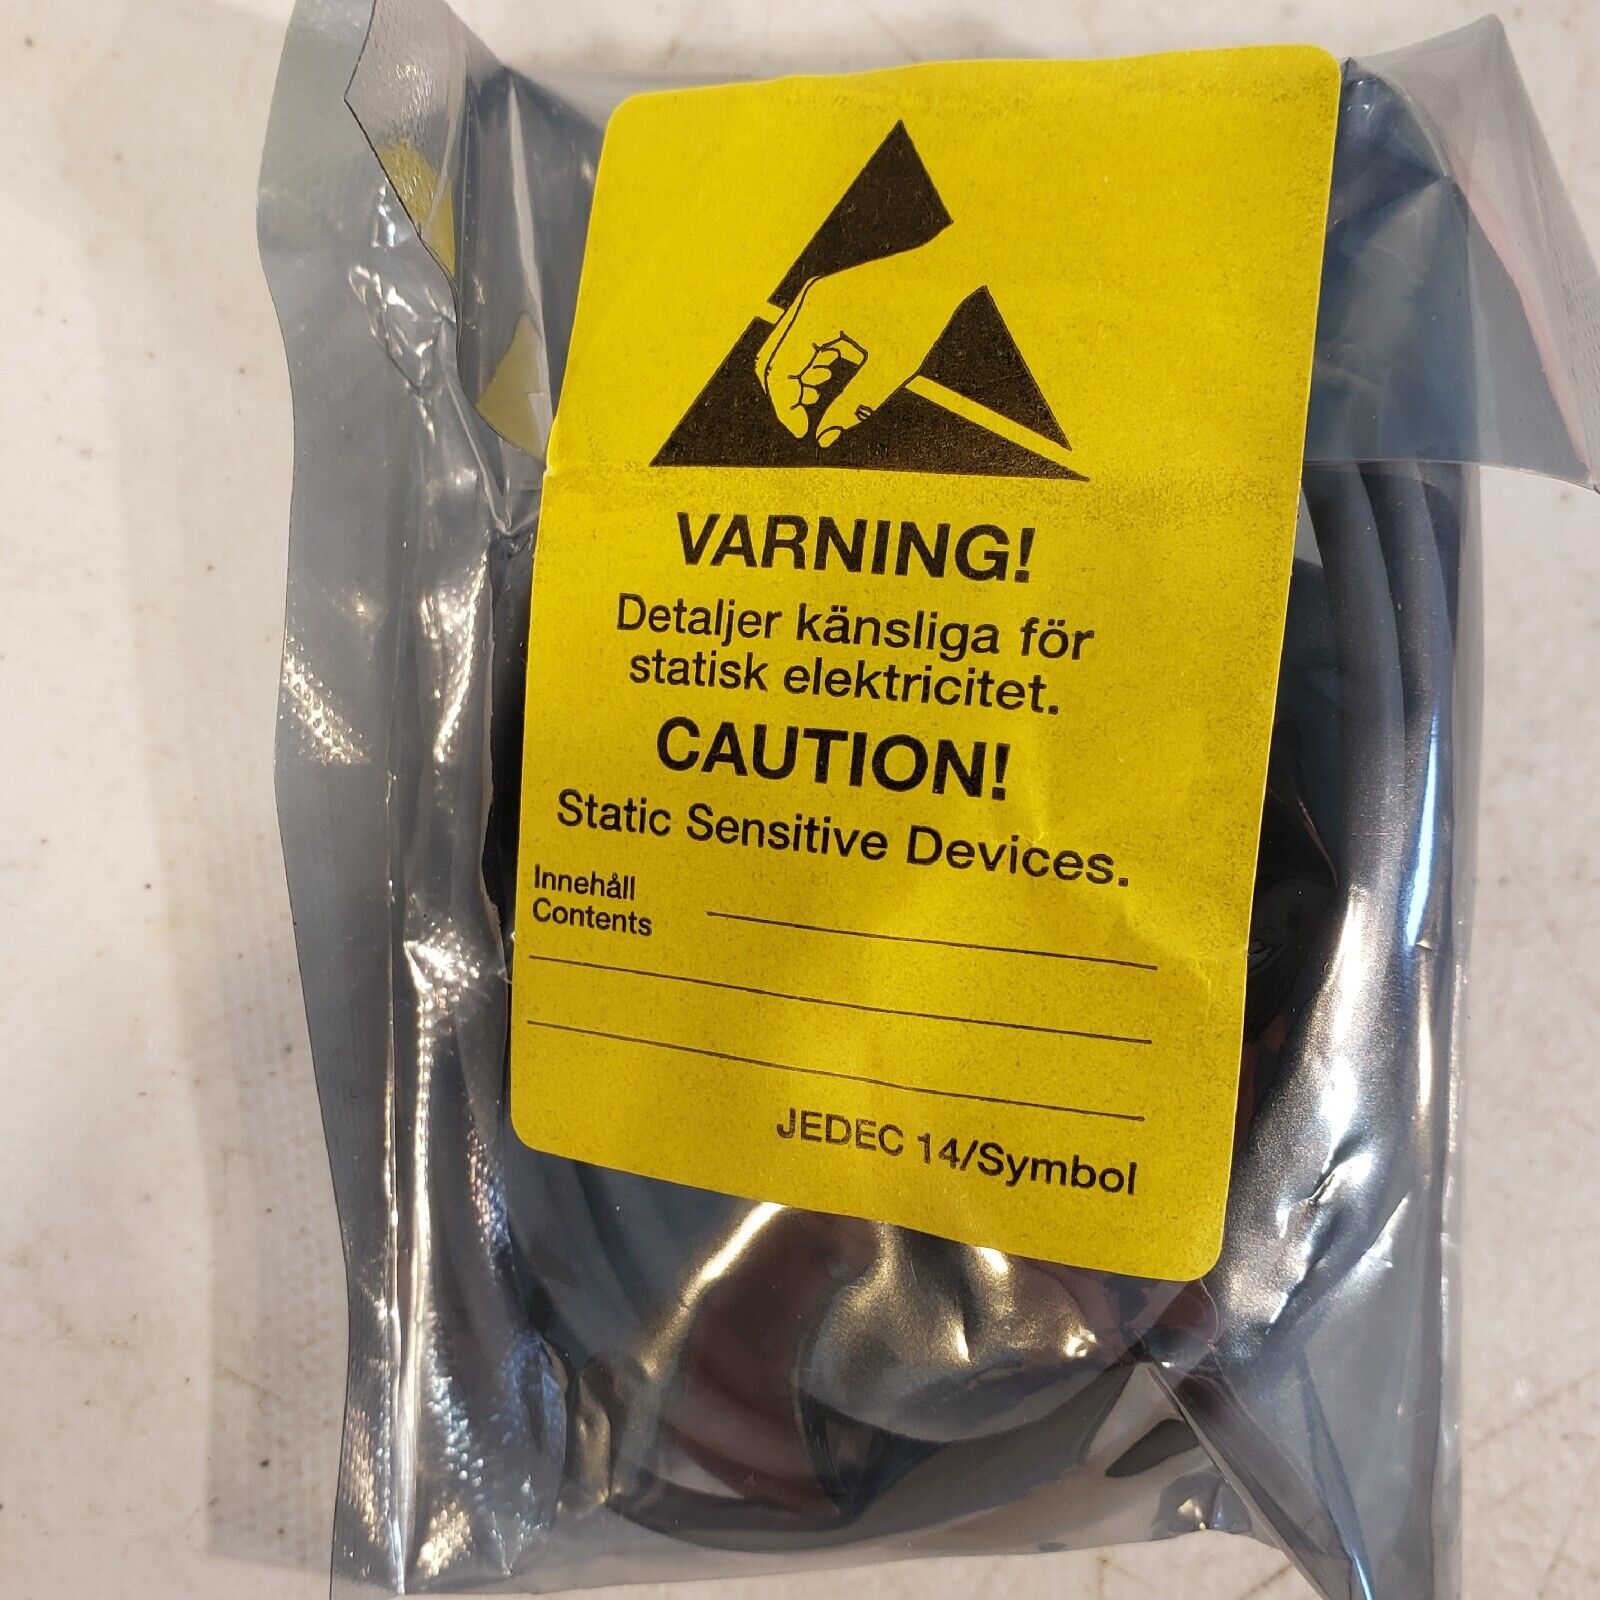 VARNING!
Detaljer känsliga för
statisk elektricitet.
CAUTION!
Static Sensitive Devices.
Innehåll
Contents
JEDEC 14/Symbol